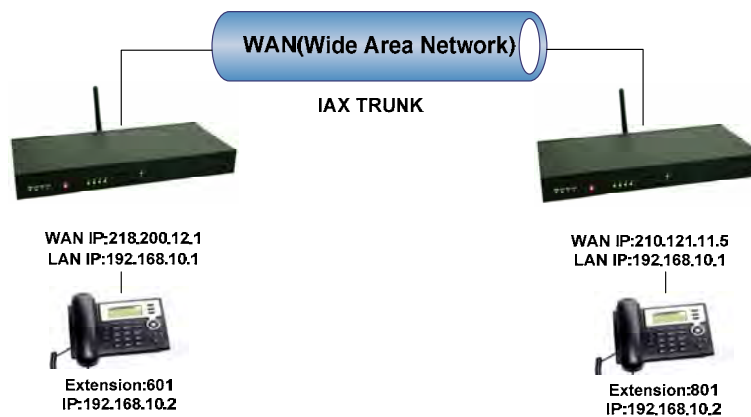 WAN(Wide Area Network)
IAX TRUNK
WAN IP:218.200.12.1
LAN IP:192.168.10.1
WAN IP:210.121.11.5
LAN IP:192.168.10.1
Extension:601
IP:192.168.10.2
Extension:801
IP:192.168.10.2